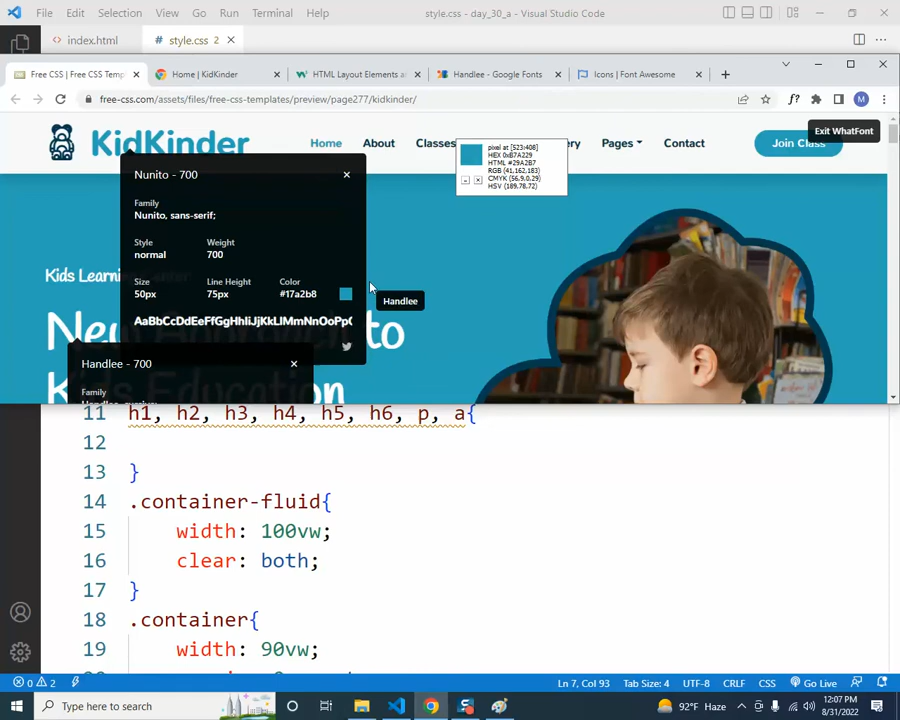 File Edit Selection View Go Run Terminal Help style.css - day_30_a - Visual Studio Code
index.html style.css 2
Free CSS | Free CSS Temp Home | KidKinder HTML Layout Elements a Handlee - Google Fonts Icons | Font Awesome
free-css.com/assets/files/free-css-templates/preview/page277/kidkinder/
f?
M
Exit WhatFont
KidKinder Home About Classes Pages Contact Join Class
pixel at [523:408]
HEX 0xB7A229
HTML #29A2B7
RGB (41,162,183)
CMYK (56.9.0.29)
HSV (189.78.72)
Nunito - 700
Family
Nunito, sans-serif;
Style Weight
normal 700
Size Line Height Color
50px 75px #17a2b8
AaBbCcDdEeFfGgHhIiJjKkLlMmNnOoPp
Kids Learning Center
Handlee
New Approach to
Kids Education
Handlee - 700
Family
11 h1, h2, h3, h4, h5, h6, p, a{
12
13 }
14 .container-fluid{
15 width: 100vw;
16 clear: both;
17 }
18 .container{
19 width: 90vw;
0 2 Ln 7, Col 93 Tab Size: 4 UTF-8 CRLF CSS Go Live
Type here to search 92°F Haze 12:07 PM
8/31/2022